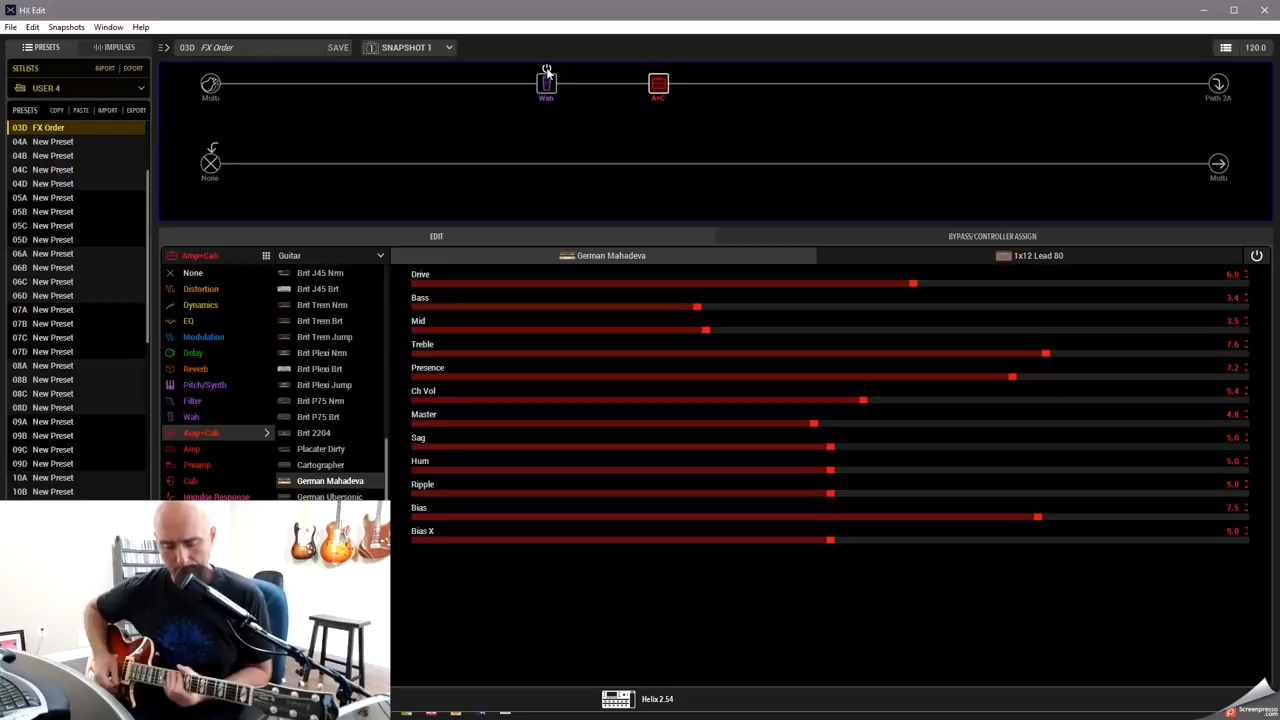 HX Edit
File Edit Snapshots Window Help
PRESETS IMPULSES 03D FX Order SAVE 1 SNAPSHOT 1 120.0
SETLISTS IMPORT EXPORT
USER 4
PRESETS COPY PASTE IMPORT EXPORT
03D FX Order
04A New Preset
04B New Preset
04C New Preset
04D New Preset
05A New Preset
05B New Preset
05C New Preset
05D New Preset
06A New Preset
06B New Preset
06C New Preset
06D New Preset
07A New Preset
07B New Preset
07C New Preset
07D New Preset
08A New Preset
08B New Preset
08C New Preset
08D New Preset
09A New Preset
09B New Preset
09C New Preset
09D New Preset
10A New Preset
10B New Preset
Multi Wah A+C Path 2A
None Multi
EDIT BYPASS/CONTROLLER ASSIGN
Amp+Cab Guitar German Mahadeva 1x12 Lead 80
None
Distortion
Dynamics
EQ
Modulation
Delay
Reverb
Pitch/Synth
Filter
Wah
Amp+Cab
Amp
Preamp
Cab
Impulse Response
Brit J45 Nrm
Brit J45 Brt
Brit Trem Nrm
Brit Trem Brt
Brit Trem Jump
Brit Plexi Nrm
Brit Plexi Brt
Brit Plexi Jump
Brit P75 Nrm
Brit P75 Brt
Brit 2204
Placater Dirty
Cartographer
German Mahadeva
German Ubersonic
Drive 6.0
Bass 3.4
Mid 3.5
Treble 7.6
Presence 7.2
Ch Vol 5.4
Master 4.8
Sag 5.0
Hum 5.0
Ripple 5.0
Bias 7.5
Bias X 5.0
Helix 2.54
Screenpresso
.com